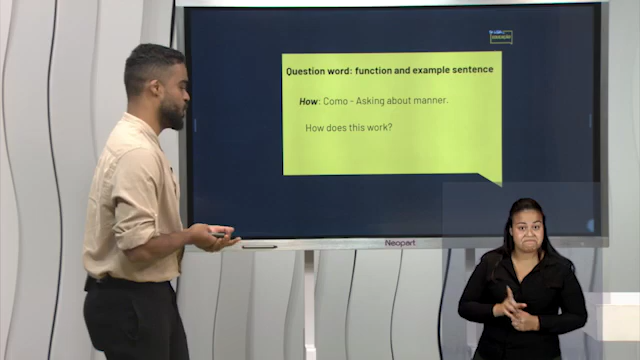 Question word: function and example sentence
How: Como - Asking about manner.
How does this work?
Neoport